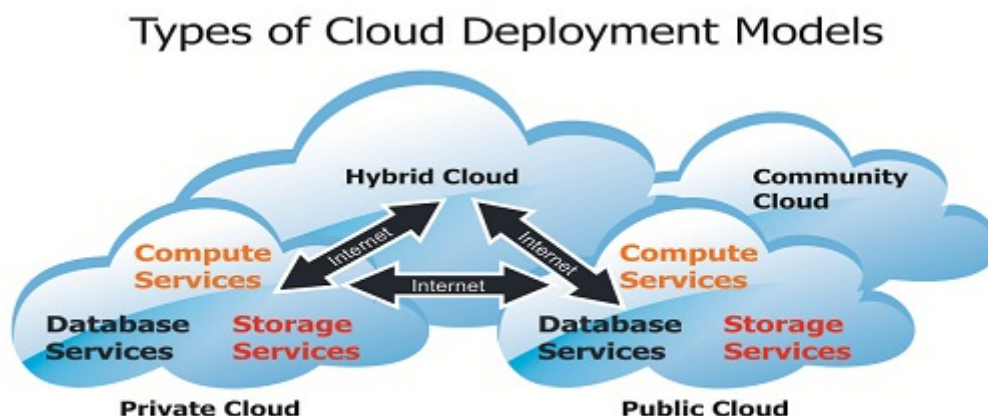 Types of Cloud Deployment Models
Hybrid Cloud
Community
Cloud
Internet
Internet
Internet
Compute
Services
Database
Services
Storage
Services
Private Cloud
Compute
Services
Database
Services
Storage
Services
Public Cloud